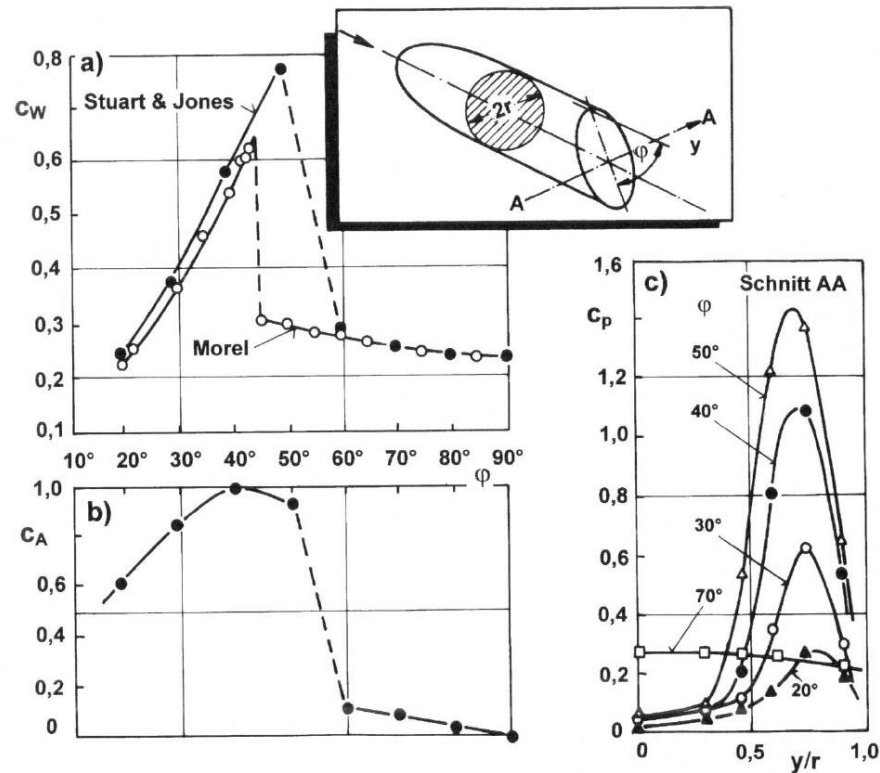 a)
c_W
0,8
Stuart & Jones
0,6
0,5
0,4
0,3
Morel
0,2
0,1
10° 20° 30° 40° 50° 60° 70° 80° 90°
φ
2r
φ
y
A
A
b)
c_A
1,0
0,6
0,4
0,2
0
c)
Schnitt AA
c_p
φ
1,6
1,4
1,2
1,0
0,8
0,6
0,4
0,2
0
50°
40°
30°
70°
20°
0 0,5 1,0
y/r